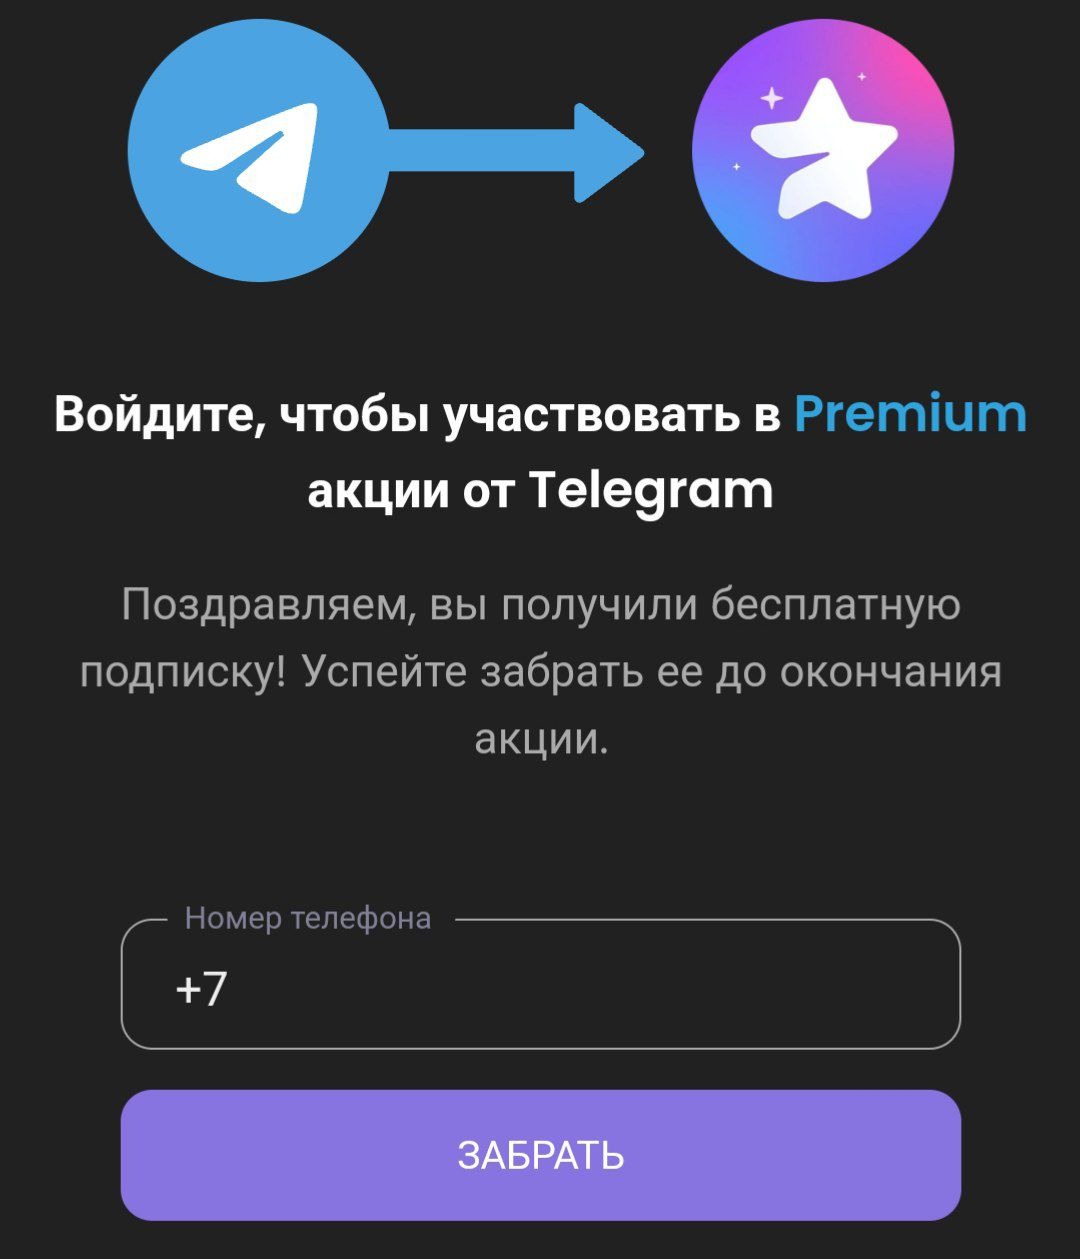 Войдите, чтобы участвовать в Premium
акции от Telegram
Поздравляем, вы получили бесплатную
подписку! Успейте забрать ее до окончания
акции.
Номер телефона
+7
ЗАБРАТЬ